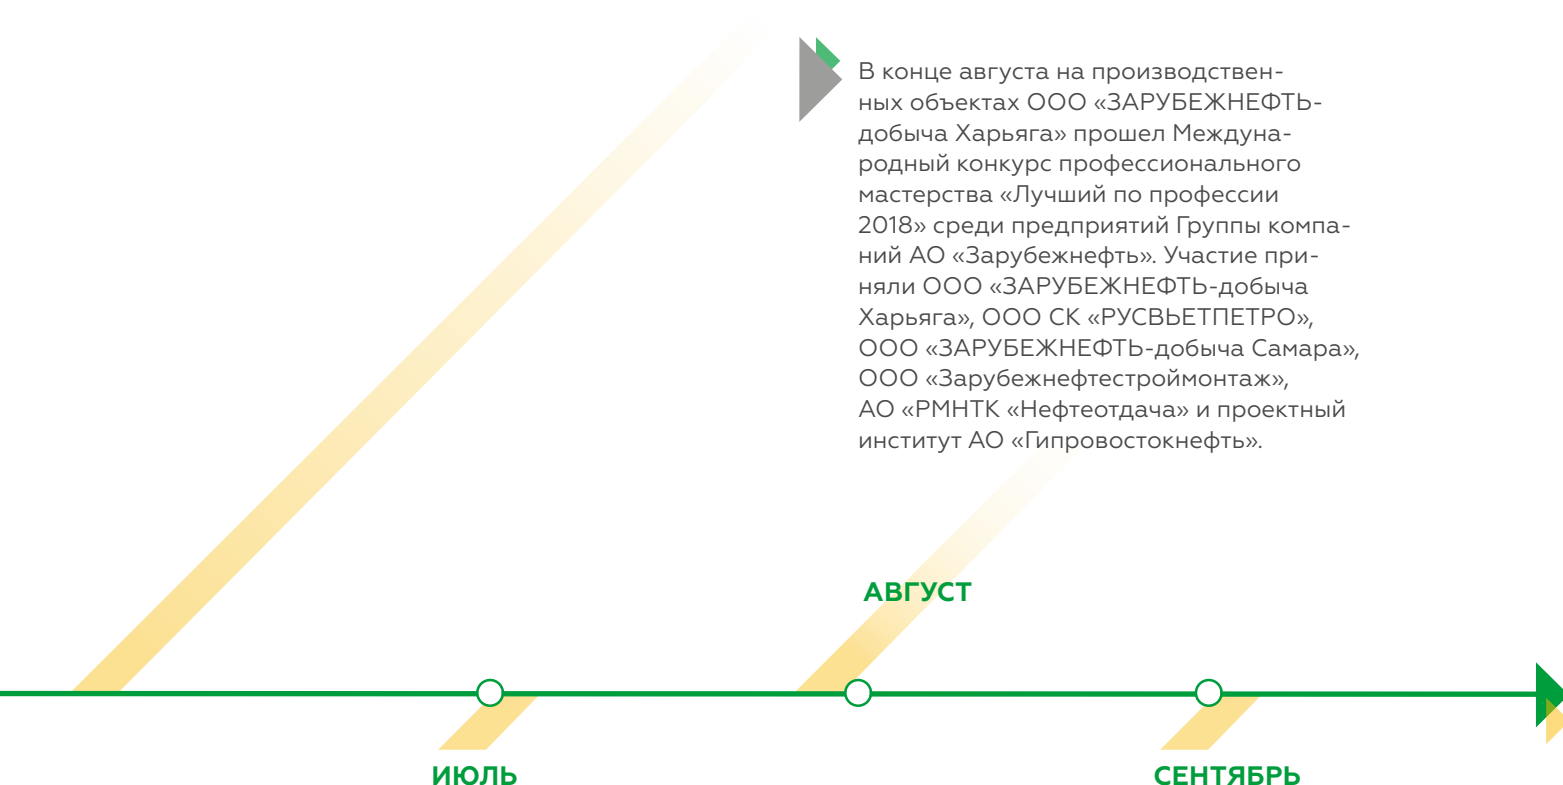 В конце августа на производствен-
ных объектах ООО «ЗАРУБЕЖНЕФТЬ-
добыча Харьяга» прошел Междуна-
родный конкурс профессионального
мастерства «Лучший по профессии
2018» среди предприятий Группы компа-
ний АО «Зарубежнефть». Участие при-
няли ООО «ЗАРУБЕЖНЕФТЬ-добыча
Харьяга», ООО СК «РУСВЬЕТПЕТРО»,
ООО «ЗАРУБЕЖНЕФТЬ-добыча Самара»,
ООО «Зарубежнефтестроймонтаж»,
АО «РМНТК «Нефтеотдача» и проектный
институт АО «Гипровостокнефть».
АВГУСТ
ИЮЛЬ
СЕНТЯБРЬ